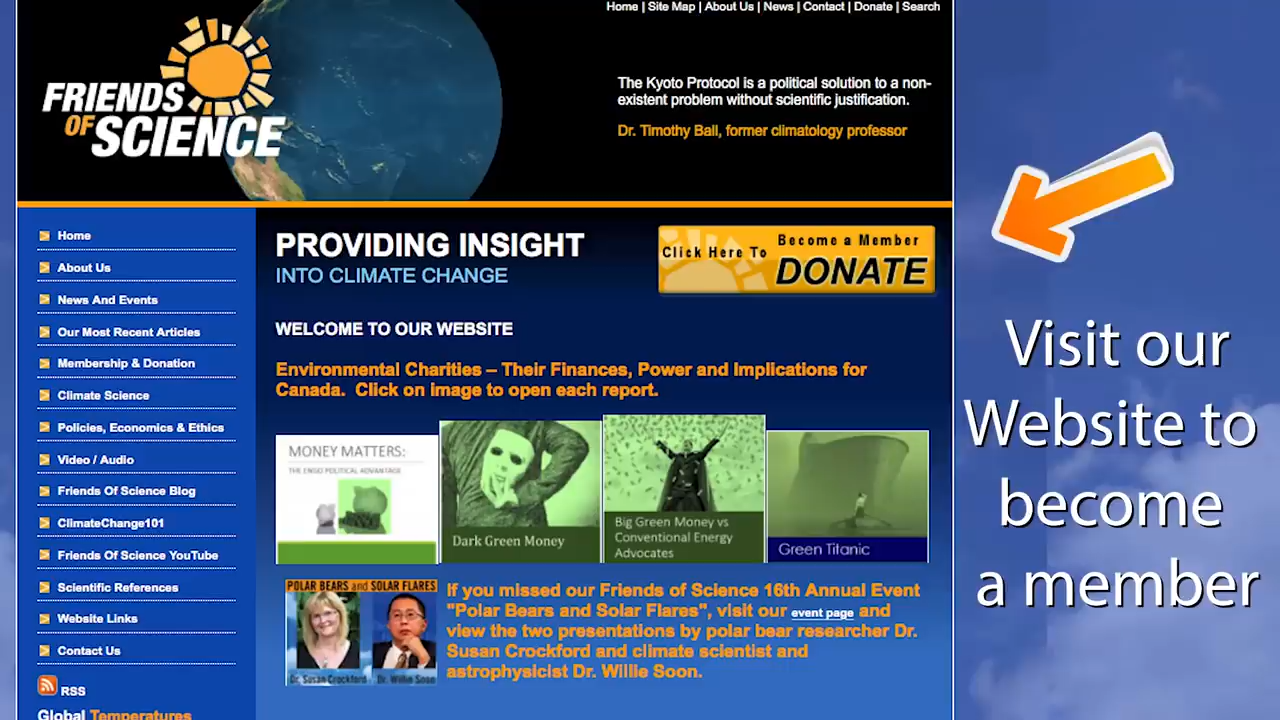 Home | Site Map | About Us | News | Contact | Donate | Search
FRIENDS
OF SCIENCE
The Kyoto Protocol is a political solution to a non-
existent problem without scientific justification.
Dr. Timothy Ball, former climatology professor
Home
About Us
News And Events
Our Most Recent Articles
Membership & Donation
Climate Science
Policies, Economics & Ethics
Video / Audio
Friends Of Science Blog
ClimateChange101
Friends Of Science YouTube
Scientific References
Website Links
Contact Us
RSS
Global Temperatures
PROVIDING INSIGHT
INTO CLIMATE CHANGE
Click Here To
Become a Member
DONATE
WELCOME TO OUR WEBSITE
Environmental Charities – Their Finances, Power and Implications for
Canada. Click on image to open each report.
MONEY MATTERS:
THE ENGO POLITICAL ADVANTAGE
Dark Green Money
Big Green Money vs
Conventional Energy
Advocates
Green Titanic
POLAR BEARS and SOLAR FLARES
Dr. Susan Crockford
Dr. Willie Soon
If you missed our Friends of Science 16th Annual Event
"Polar Bears and Solar Flares", visit our event page and
view the two presentations by polar bear researcher Dr.
Susan Crockford and climate scientist and
astrophysicist Dr. Willie Soon.
Visit our
Website to
become
a member